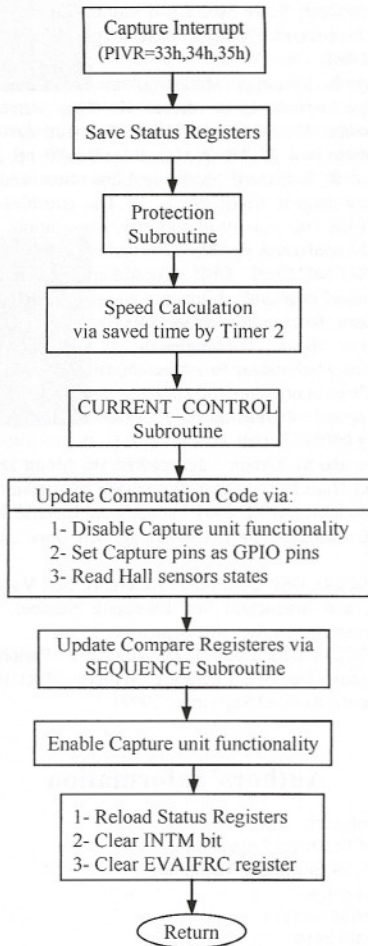 Capture Interrupt
(PIVR=33h,34h,35h)
Save Status Registers
Protection
Subroutine
Speed Calculation
via saved time by Timer 2
CURRENT_CONTROL
Subroutine
Update Commutation Code via:
1- Disable Capture unit functionality
2- Set Capture pins as GPIO pins
3- Read Hall sensors states
Update Compare Registeres via
SEQUENCE Subroutine
Enable Capture unit functionality
1- Reload Status Registers
2- Clear INTM bit
3- Clear EVAIFRC register
Return